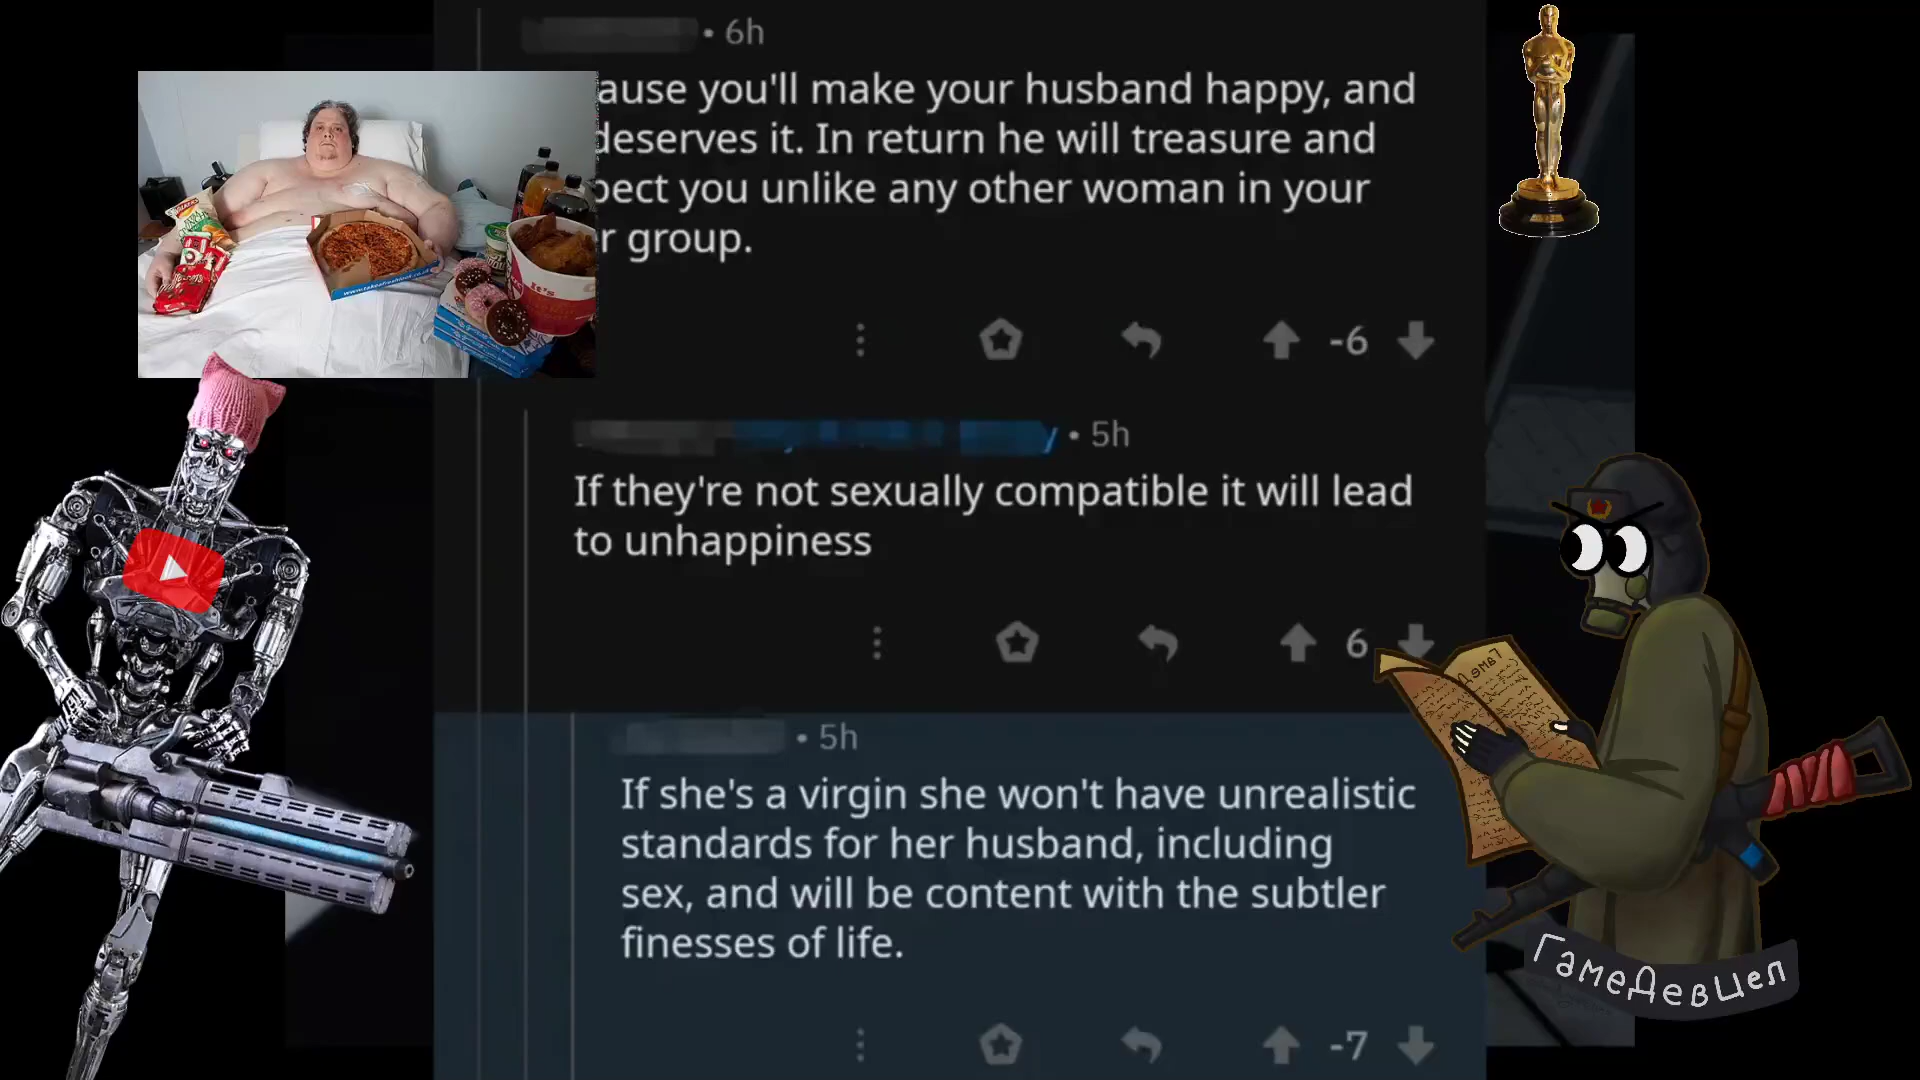 • 6h
ause you'll make your husband happy, and
deserves it. In return he will treasure and
pect you unlike any other woman in your
r group.
-6
• 5h
If they're not sexually compatible it will lead
to unhappiness
6
• 5h
If she's a virgin she won't have unrealistic
standards for her husband, including
sex, and will be content with the subtler
finesses of life.
-7
Гаме
ГамеДевЦел
It's